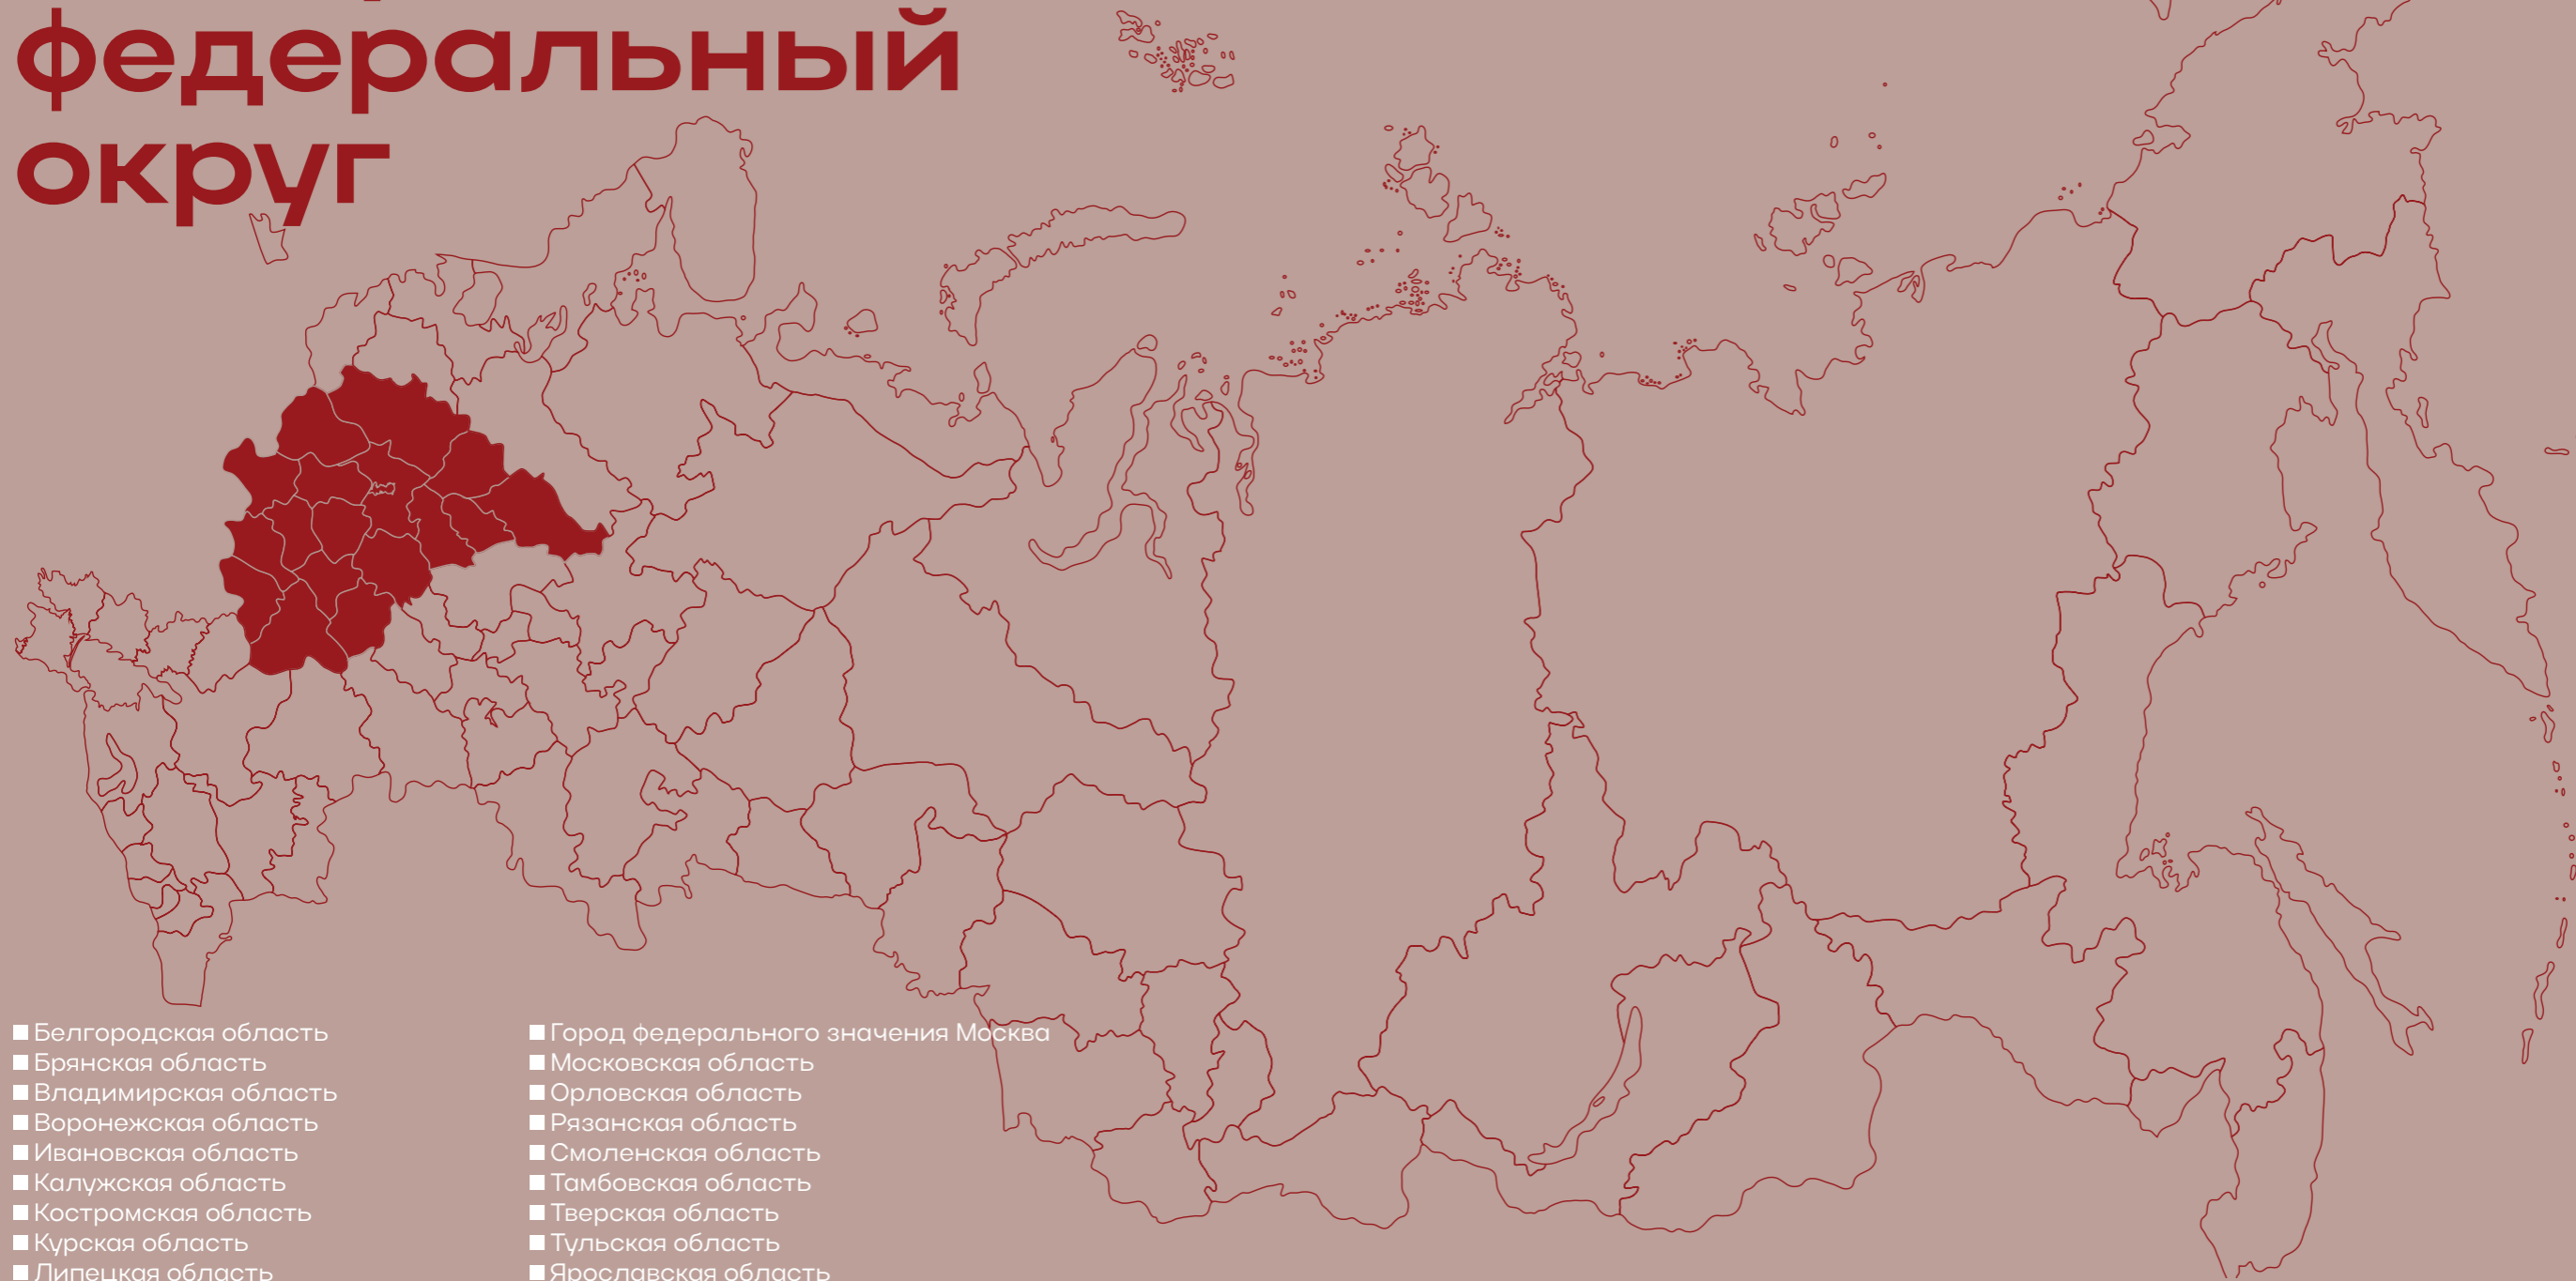 федеральный
округ
Белгородская область
Брянская область
Владимирская область
Воронежская область
Ивановская область
Калужская область
Костромская область
Курская область
Липецкая область
Город федерального значения Москва
Московская область
Орловская область
Рязанская область
Смоленская область
Тамбовская область
Тверская область
Тульская область
Ярославская область